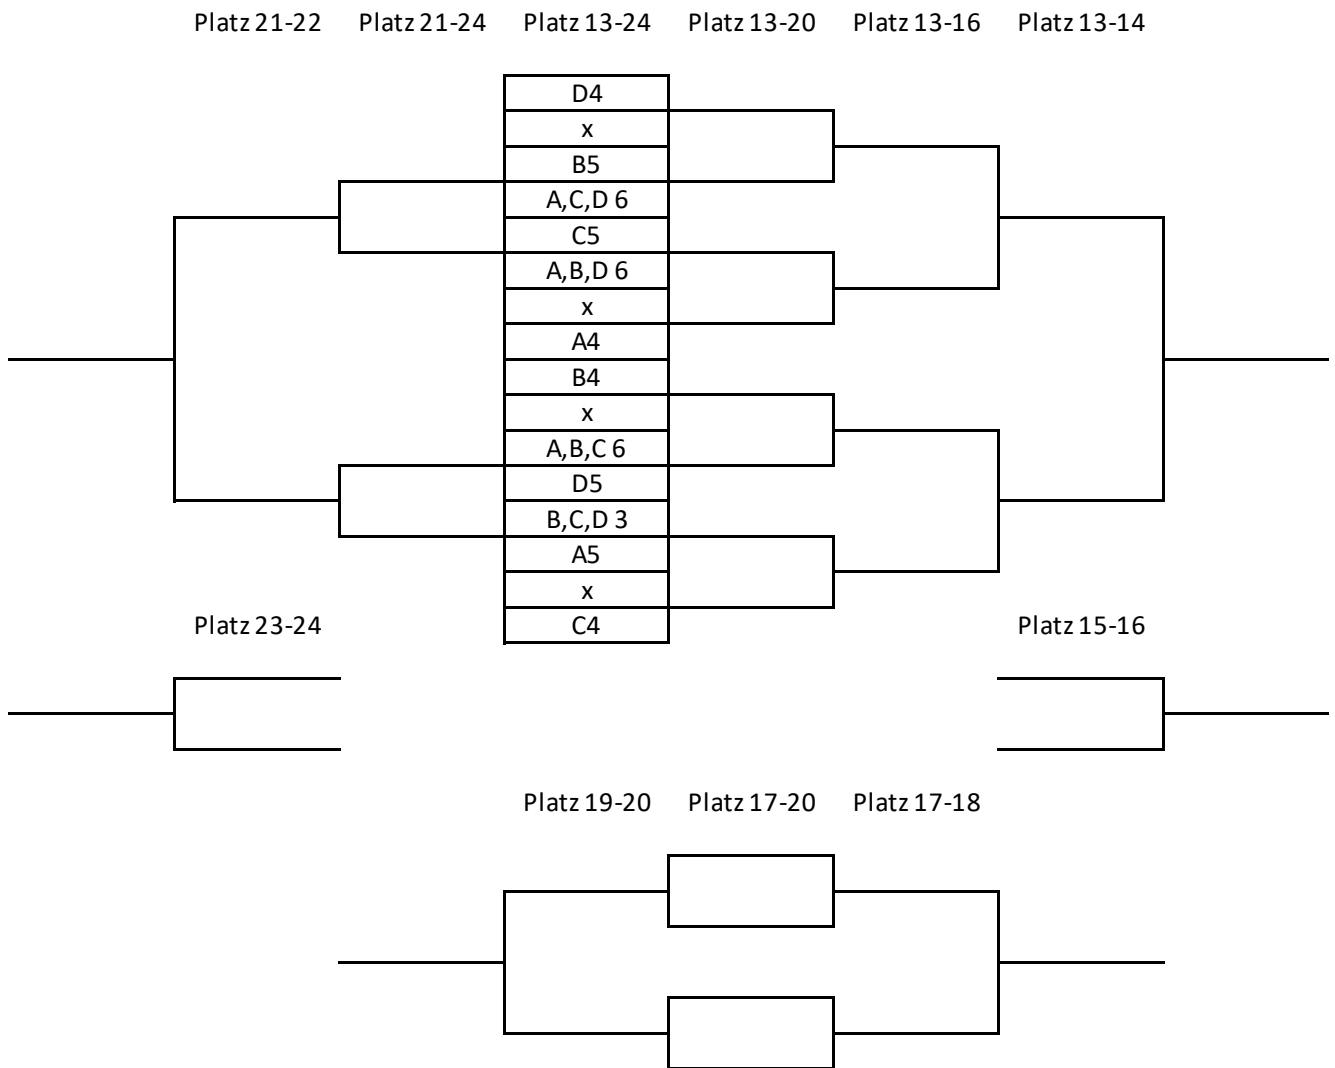 Platz 21-22 Platz 21-24 Platz 13-24 Platz 13-20 Platz 13-16 Platz 13-14
D4
x
B5
A,C,D 6
C5
A,B,D 6
x
A4
B4
x
A,B,C 6
D5
B,C,D 3
A5
x
C4
Platz 23-24 Platz 15-16
Platz 19-20 Platz 17-20 Platz 17-18